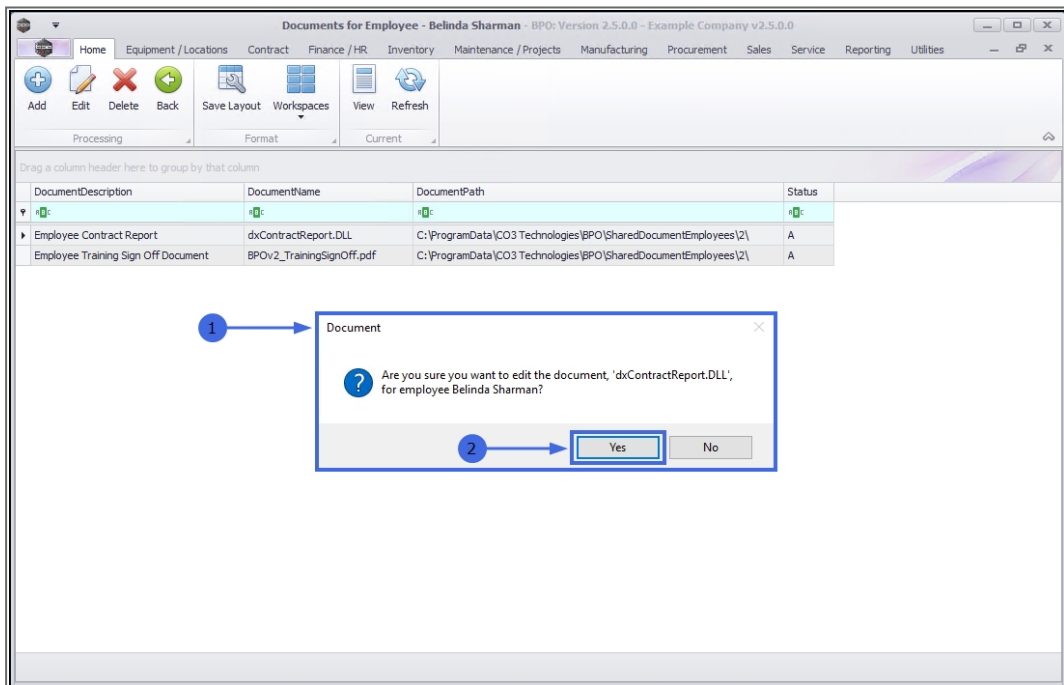 Documents for Employee - Belinda Sharman - BPO: Version 2.5.0.0 - Example Company v2.5.0.0
Home Equipment / Locations Contract Finance / HR Inventory Maintenance / Projects Manufacturing Procurement Sales Service Reporting Utilities
Add Edit Delete Back Save Layout Workspaces View Refresh
Processing Format Current
Drag a column header here to group by that column
DocumentDescription DocumentName DocumentPath Status
Employee Contract Report dxContractReport.DLL C:\ProgramData\CO3 Technologies\BPO\SharedDocumentEmployees\2\ A
Employee Training Sign Off Document BPOv2_TrainingSignOff.pdf C:\ProgramData\CO3 Technologies\BPO\SharedDocumentEmployees\2\ A
1 Document
Are you sure you want to edit the document, 'dxContractReport.DLL',
for employee Belinda Sharman?
2 Yes No